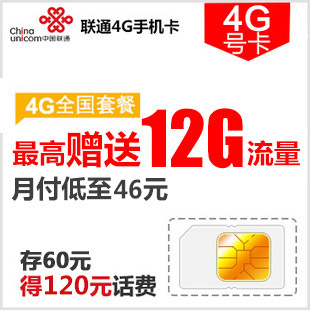 China
unicom中国联通
联通4G手机卡
4G
号卡
4G全国套餐
最高赠送12G流量
月付低至46元
存60元
得120元话费